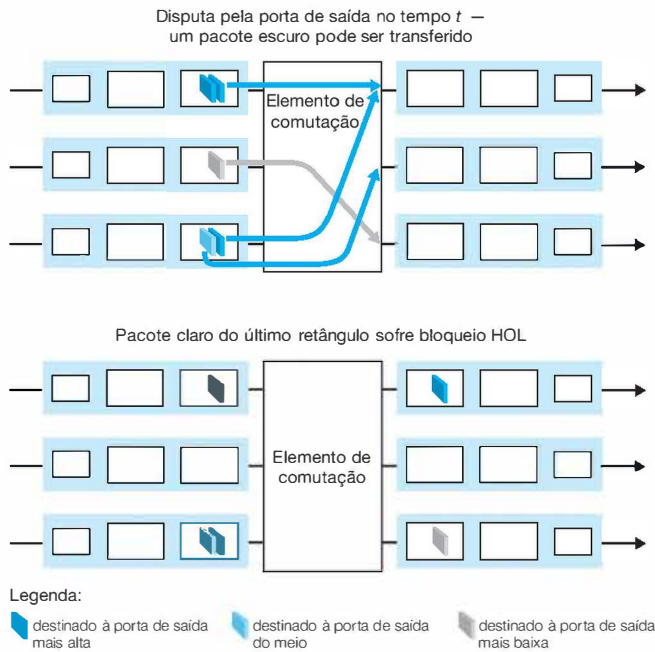 Disputa pela porta de saída no tempo t —
um pacote escuro pode ser transferido
Elemento de
comutação
Pacote claro do último retângulo sofre bloqueio HOL
Elemento de
comutação
Legenda:
destinado à porta de saída
mais alta
destinado à porta de saída
do meio
destinado à porta de saída
mais baixa